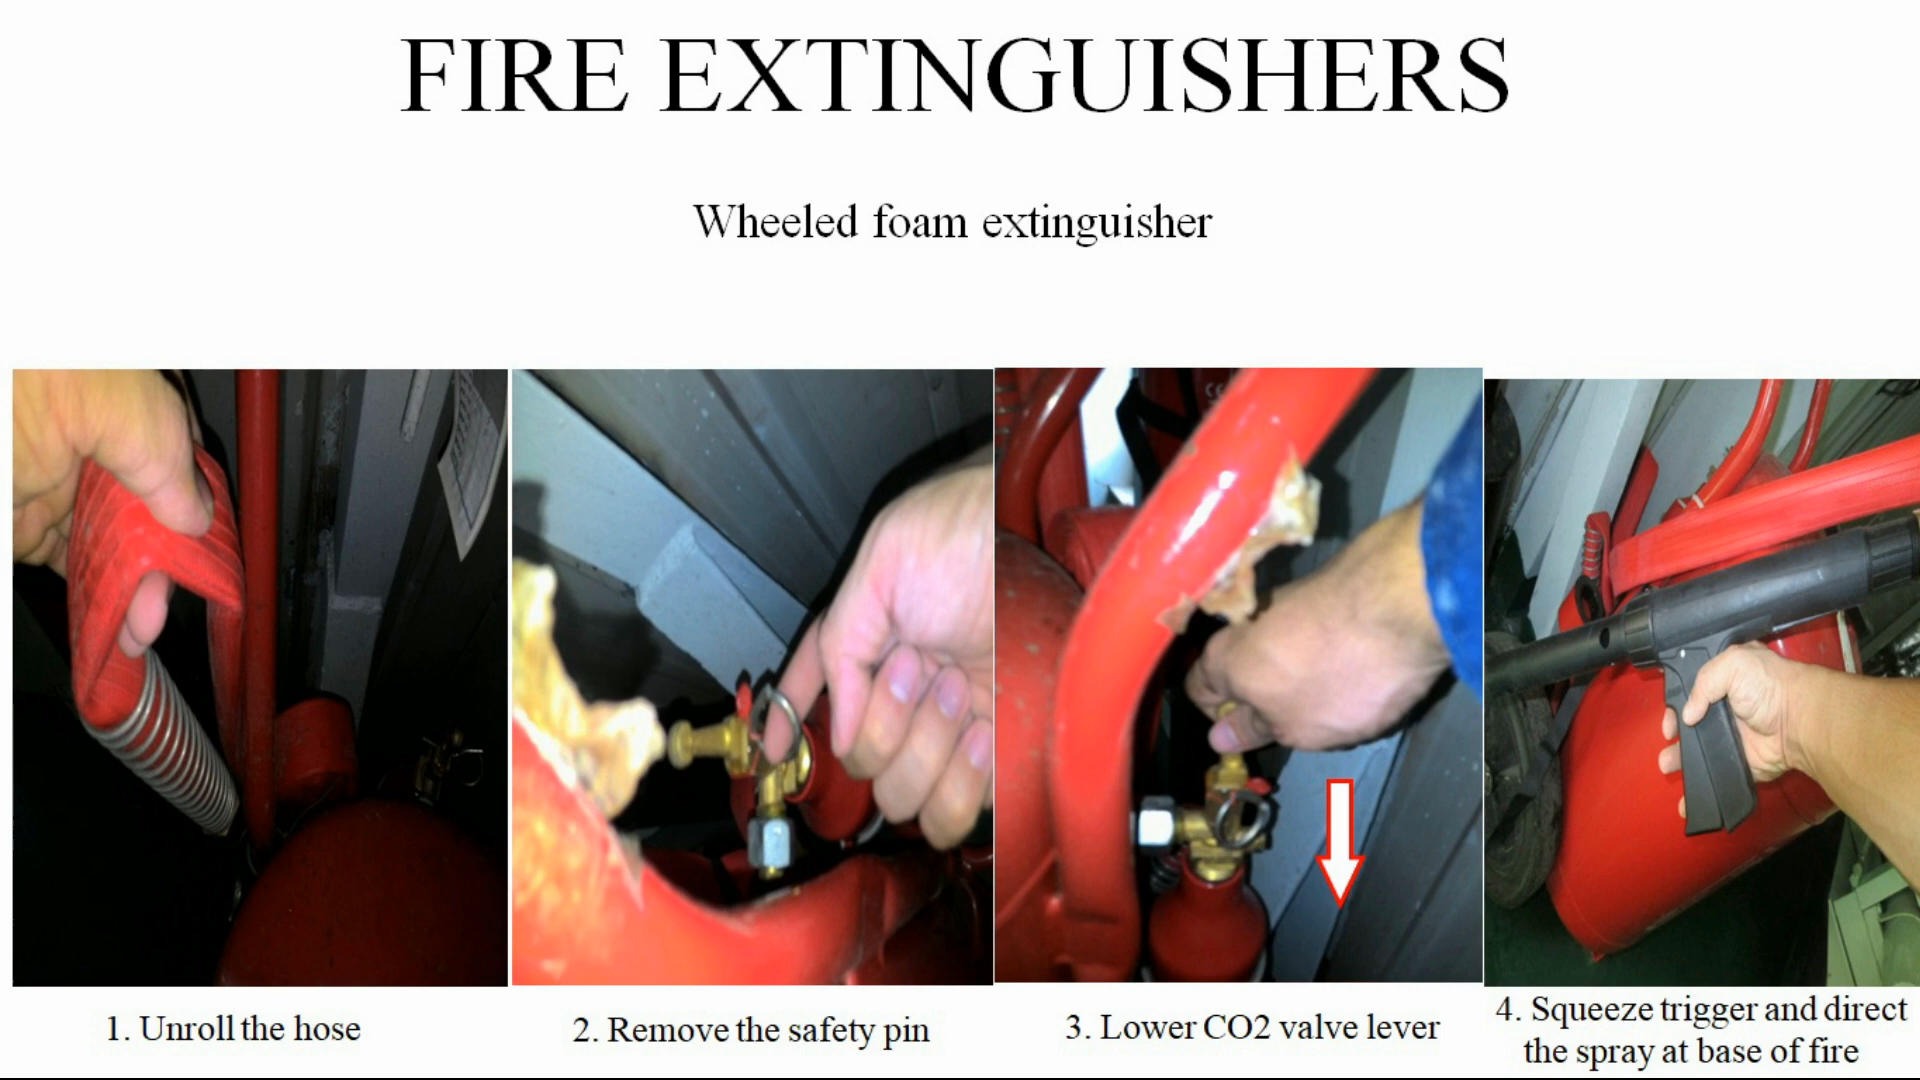 FIRE EXTINGUISHERS
Wheeled foam extinguisher
1. Unroll the hose
2. Remove the safety pin
3. Lower CO2 valve lever
4. Squeeze trigger and direct
the spray at base of fire